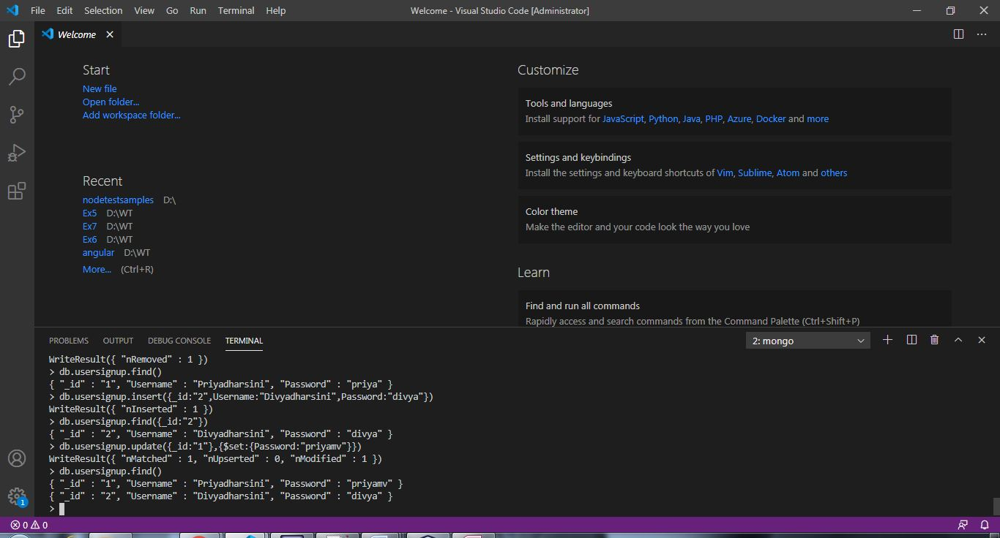 File Edit Selection View Go Run Terminal Help Welcome - Visual Studio Code [Administrator]
Welcome
Start
New file
Open folder...
Add workspace folder...
Recent
nodetestsamples D:\
Ex5 D:\WT
Ex7 D:\WT
Ex6 D:\WT
angular D:\WT
More... (Ctrl+R)
Customize
Tools and languages
Install support for JavaScript, Python, Java, PHP, Azure, Docker and more
Settings and keybindings
Install the settings and keyboard shortcuts of Vim, Sublime, Atom and others
Color theme
Make the editor and your code look the way you love
Learn
Find and run all commands
Rapidly access and search commands from the Command Palette (Ctrl+Shift+P)
PROBLEMS OUTPUT DEBUG CONSOLE TERMINAL 2: mongo
WriteResult({ "nRemoved" : 1 })
> db.usersignup.find()
{ "_id" : "1", "Username" : "Priyadharsini", "Password" : "priya" }
> db.usersignup.insert({_id:"2",Username:"Divyadharsini",Password:"divya"})
WriteResult({ "nInserted" : 1 })
> db.usersignup.find({_id:"2"})
{ "_id" : "2", "Username" : "Divyadharsini", "Password" : "divya" }
> db.usersignup.update({_id:"1"},{$set:{Password:"priyamv"}})
WriteResult({ "nMatched" : 1, "nUpserted" : 0, "nModified" : 1 })
> db.usersignup.find()
{ "_id" : "1", "Username" : "Priyadharsini", "Password" : "priyamv" }
{ "_id" : "2", "Username" : "Divyadharsini", "Password" : "divya" }
>
1
0 0